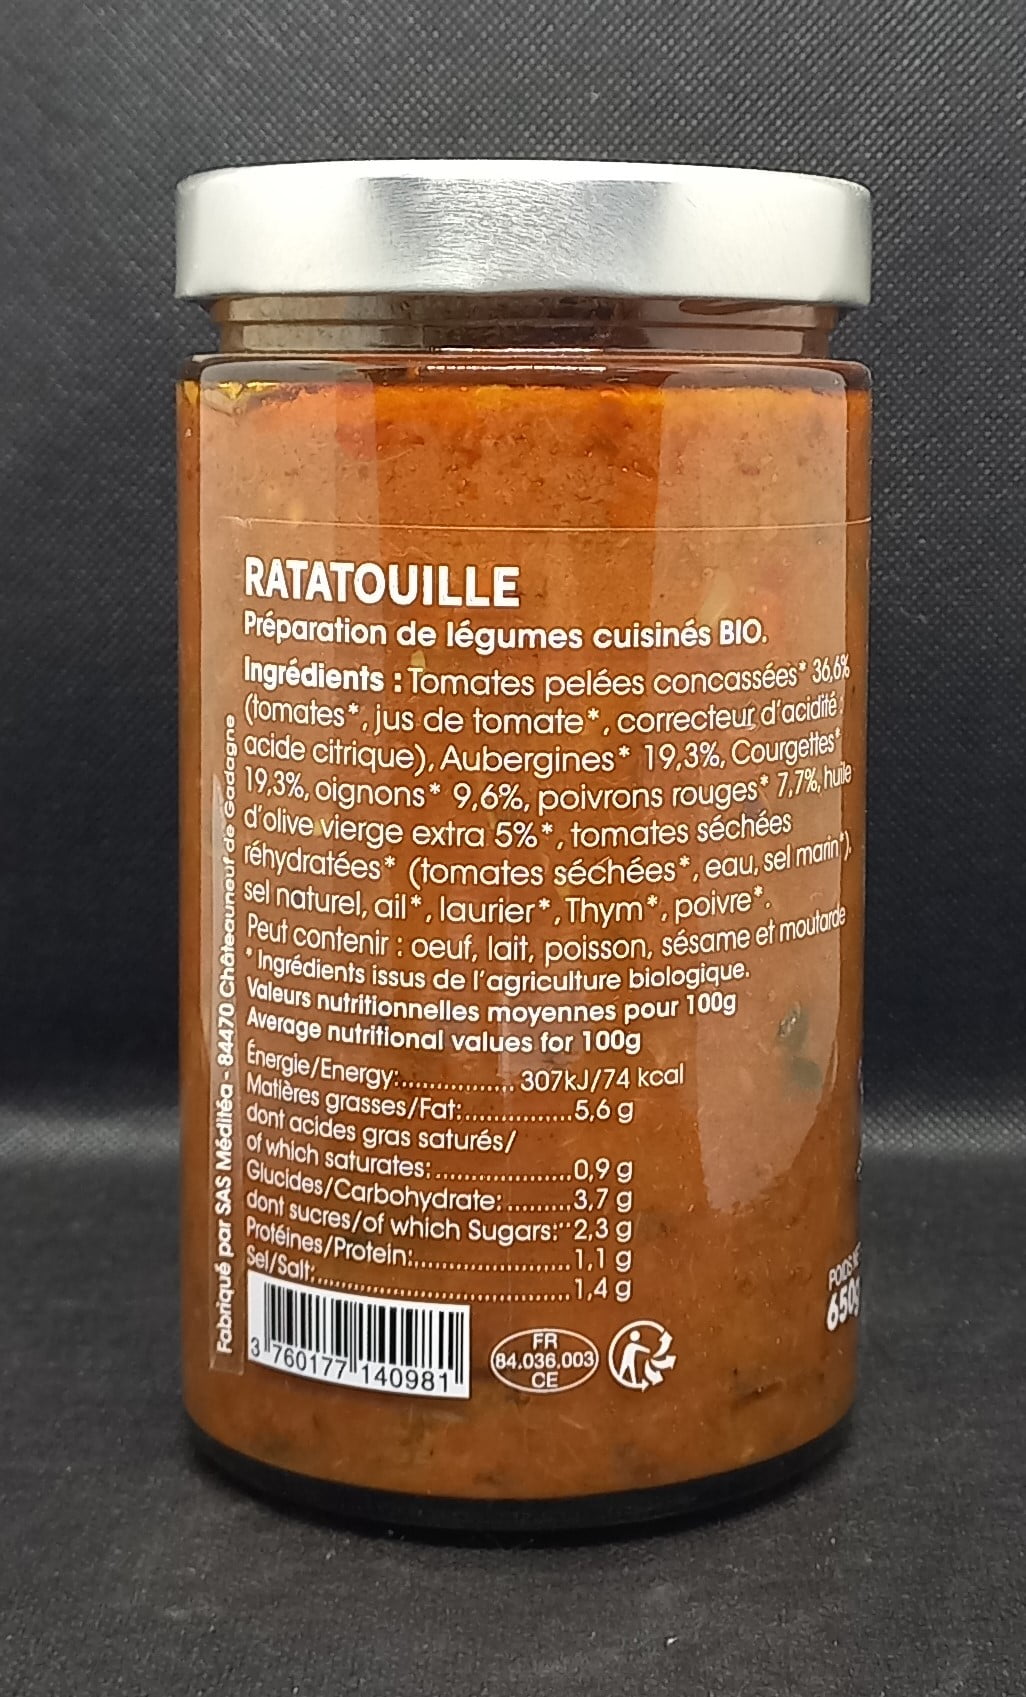 RATATOUILLE
Préparation de légumes cuisinés BIO.
Ingrédients : Tomates pelées concassées* 36,6%
(tomates*, jus de tomate*, correcteur d'acidité :
acide citrique), Aubergines* 19,3%, Courgettes*
19,3%, oignons* 9,6%, poivrons rouges* 7,7%, huile
d'olive vierge extra 5%*, tomates séchées
réhydratées* (tomates séchées*, eau, sel marin*),
sel naturel, ail*, laurier*, Thym*, poivre*.
Peut contenir : oeuf, lait, poisson, sésame et moutarde
* Ingrédients issus de l'agriculture biologique.
Valeurs nutritionnelles moyennes pour 100g
Average nutritional values for 100g
Énergie/Energy:................ 307kJ/74 kcal
Matières grasses/Fat:...............5,6 g
dont acides gras saturés/
of which saturates:...................0,9 g
Glucides/Carbohydrate:..........3,7 g
dont sucres/of which Sugars:..2,3 g
Protéines/Protein:......................1,1 g
Sel/Salt:....................................1,4 g
3 760177 140981
FR
84.036.003
CE
Fabriqué par SAS Méditéa - 84470 Châteauneuf de Gadagne
POIDS
650g